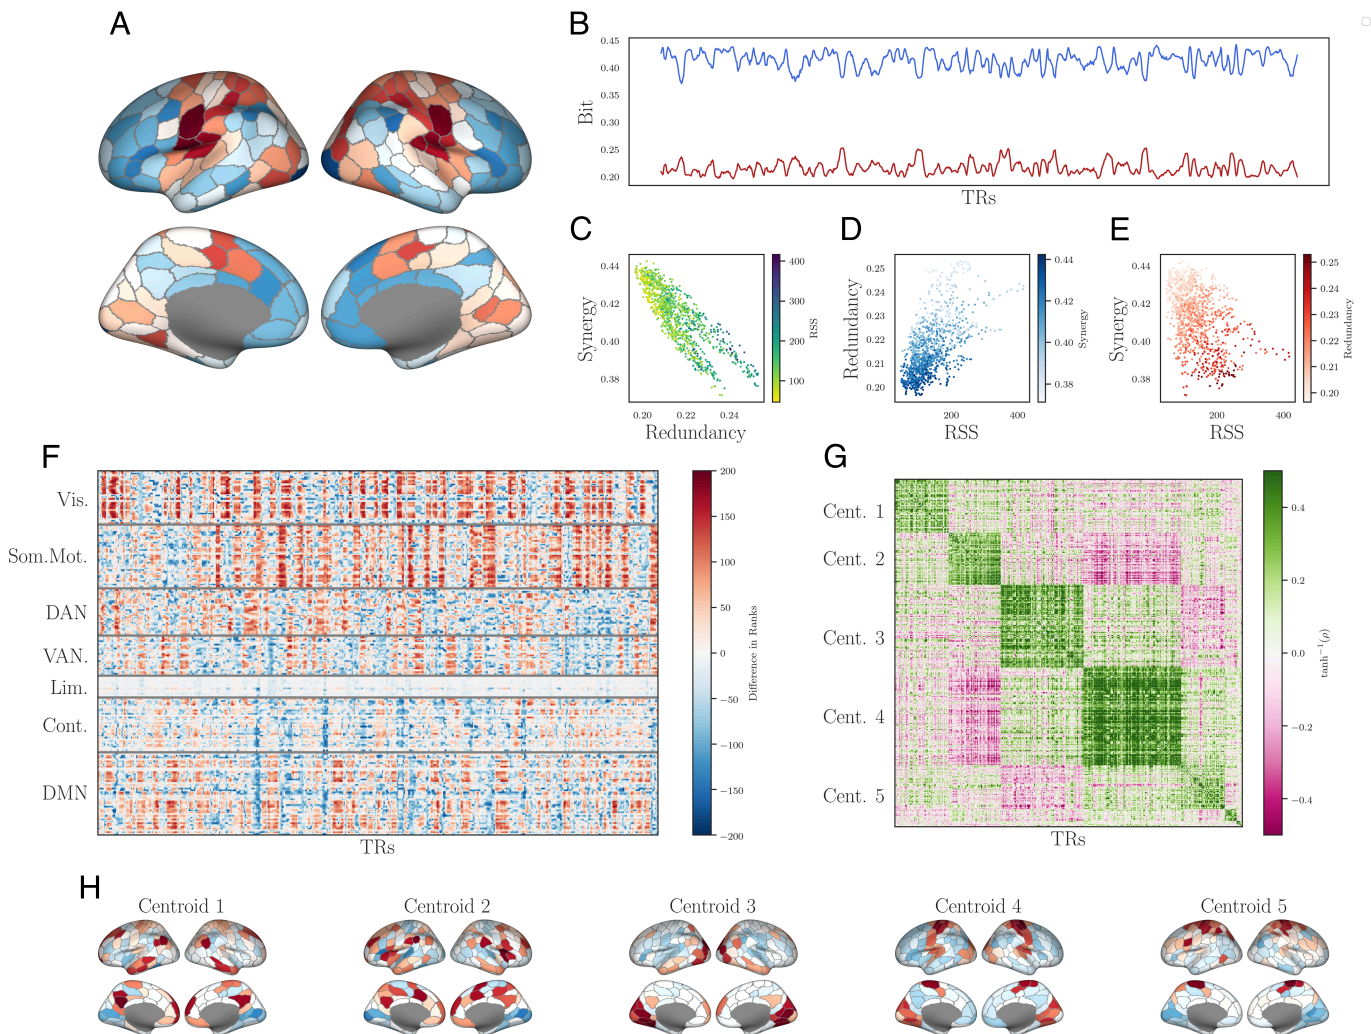 A
B
0.45
0.40
0.35
0.30
0.25
0.20
Bit
TRs
C
0.44
0.42
0.40
0.38
Synergy
0.20
0.22
0.24
Redundancy
400
300
200
100
RSS
D
0.25
0.24
0.23
0.22
0.21
0.20
Redundancy
200
400
RSS
0.44
0.42
0.40
0.38
Synergy
E
0.44
0.42
0.40
0.38
Synergy
200
400
RSS
0.25
0.24
0.23
0.22
0.21
0.20
Redundancy
F
Vis.
Som.Mot.
DAN
VAN.
Lim.
Cont.
DMN
TRs
200
150
100
50
0
−50
−100
−150
−200
Difference in Ranks
G
Cent. 1
Cent. 2
Cent. 3
Cent. 4
Cent. 5
TRs
0.4
0.2
0.0
−0.2
−0.4
tanh⁻¹(ρ)
H
Centroid 1
Centroid 2
Centroid 3
Centroid 4
Centroid 5